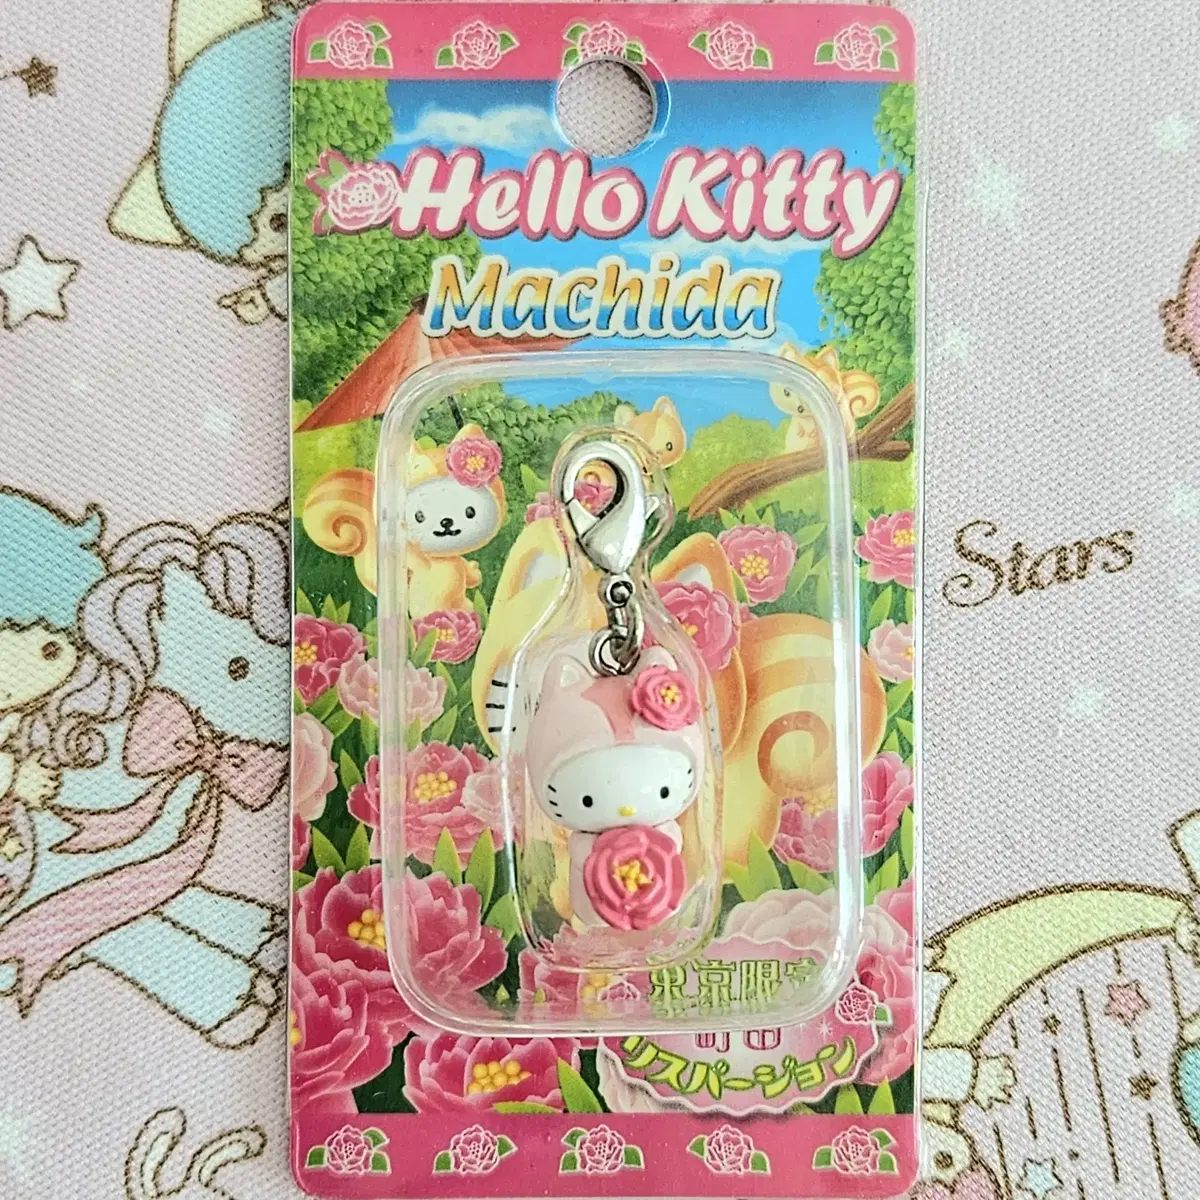 Hello Kitty
Machida
Stars
東京限定
町田
リスバージョン